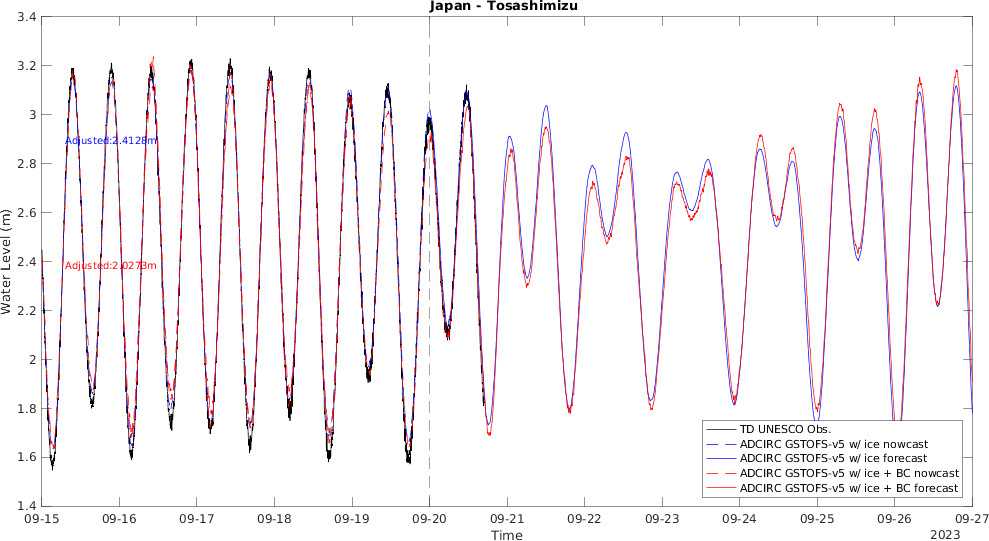 Japan - Tosashimizu
3.4
3.2
3
2.8
2.6
2.4
2.2
2
1.8
1.6
1.4
Water Level (m)
Adjusted:2.4128m
Adjusted:2.0273m
TD UNESCO Obs.
ADCIRC GSTOFS-v5 w/ ice nowcast
ADCIRC GSTOFS-v5 w/ ice forecast
ADCIRC GSTOFS-v5 w/ ice + BC nowcast
ADCIRC GSTOFS-v5 w/ ice + BC forecast
09-15 09-16 09-17 09-18 09-19 09-20 09-21 09-22 09-23 09-24 09-25 09-26 09-27
Time
2023